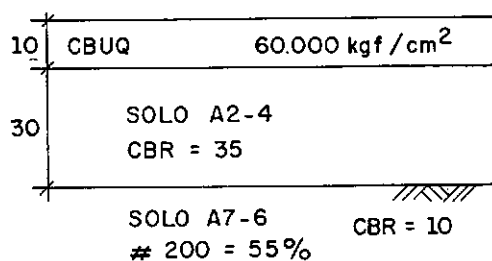 10 CBUQ 60.000 kgf/cm²
30 SOLO A2-4
CBR = 35
SOLO A7-6 CBR = 10
# 200 = 55%